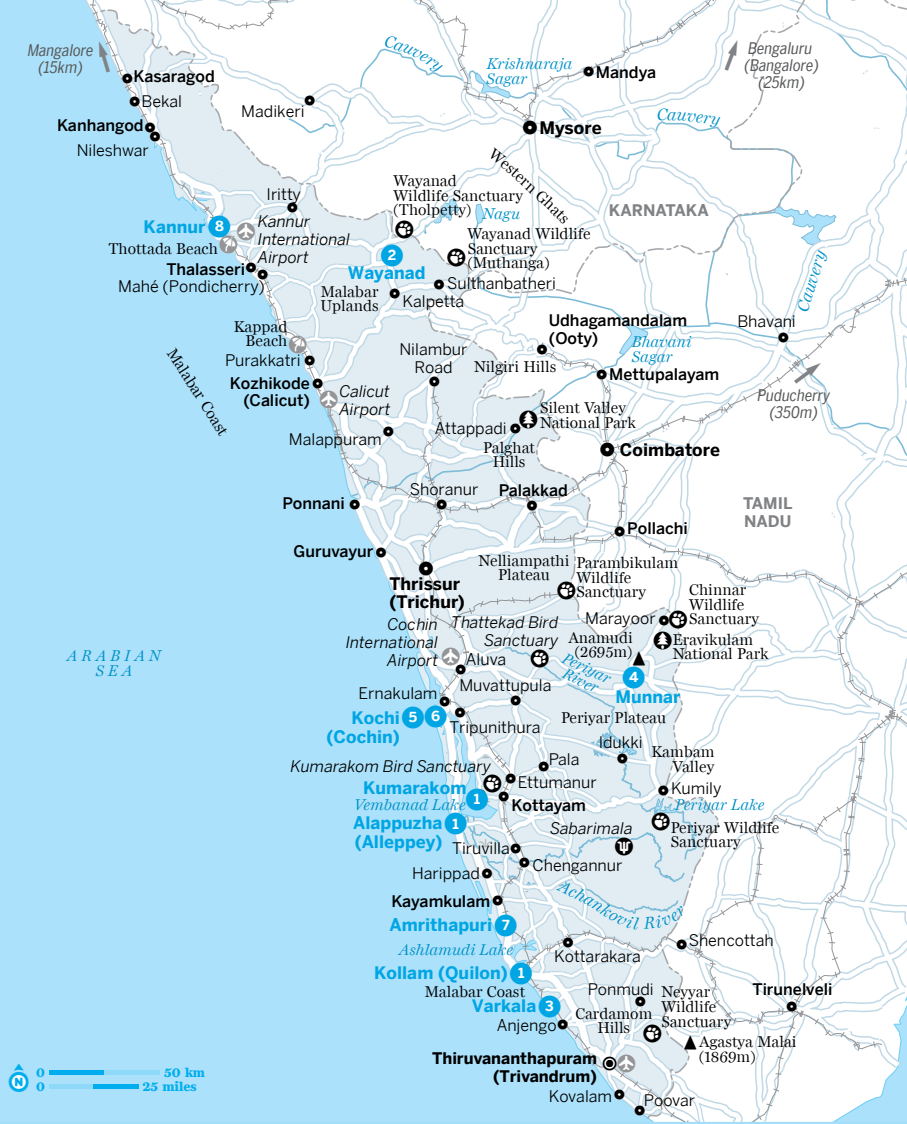 Mangalore
(15km)
Cauvery
Krishnaraja
Sagar
Bengaluru
(Bangalore)
(25km)
Kasaragod
Mandya
Bekal
Madikeri
Cauvery
Kanhangod
Mysore
Nileshwar
Western Ghats
Wayanad
Wildlife Sanctuary
(Tholpetty)
Iritty
Nagu
KARNATAKA
Kannur
8
Kannur
International
Airport
Wayanad Wildlife
Sanctuary
(Muthanga)
Thottada Beach
2
Wayanad
Cauvery
Thalasseri
Mahé (Pondicherry)
Sulthanbatheri
Malabar
Uplands
Kalpetta
Kappad
Beach
Udhagamandalam
(Ooty)
Bhavani
Bhavani
Sagar
Malabar Coast
Purakkatri
Nilambur
Road
Nilgiri Hills
Mettupalayam
Kozhikode
(Calicut)
Calicut
Airport
Puducherry
(350m)
Silent Valley
National Park
Malappuram
Attappadi
Palghat
Hills
Coimbatore
Ponnani
Shoranur
Palakkad
TAMIL
NADU
Pollachi
Guruvayur
Nelliampathi
Plateau
Parambikulam
Wildlife
Sanctuary
Thrissur
(Trichur)
Chinnar
Wildlife
Sanctuary
Cochin
International
Airport
Thattekad Bird
Sanctuary
Marayoor
Anamudi
(2695m)
Eravikulam
National Park
ARABIAN
SEA
Aluva
Periyar
River
4
Munnar
Ernakulam
Muvattupula
Kochi
(Cochin)
5
6
Tripunithura
Periyar Plateau
Idukki
Kambam
Valley
Kumarakom Bird Sanctuary
Pala
Ettumanur
Kumily
Kumarakom
1
Vembanad Lake
Kottayam
Periyar Lake
Alappuzha
(Alleppey)
1
Sabarimala
Periyar Wildlife
Sanctuary
Tiruvilla
Chengannur
Harippad
Kayamkulam
Achankovil River
Amrithapuri
7
Ashlamudi Lake
Kottarakara
Shencottah
Kollam (Quilon)
1
Malabar Coast
Ponmudi
Neyyar
Wildlife
Sanctuary
Tirunelveli
Varkala
3
Cardamom
Hills
Anjengo
Agastya Malai
(1869m)
Thiruvananthapuram
(Trivandrum)
Kovalam
Poovar
N
0
50 km
0
25 miles